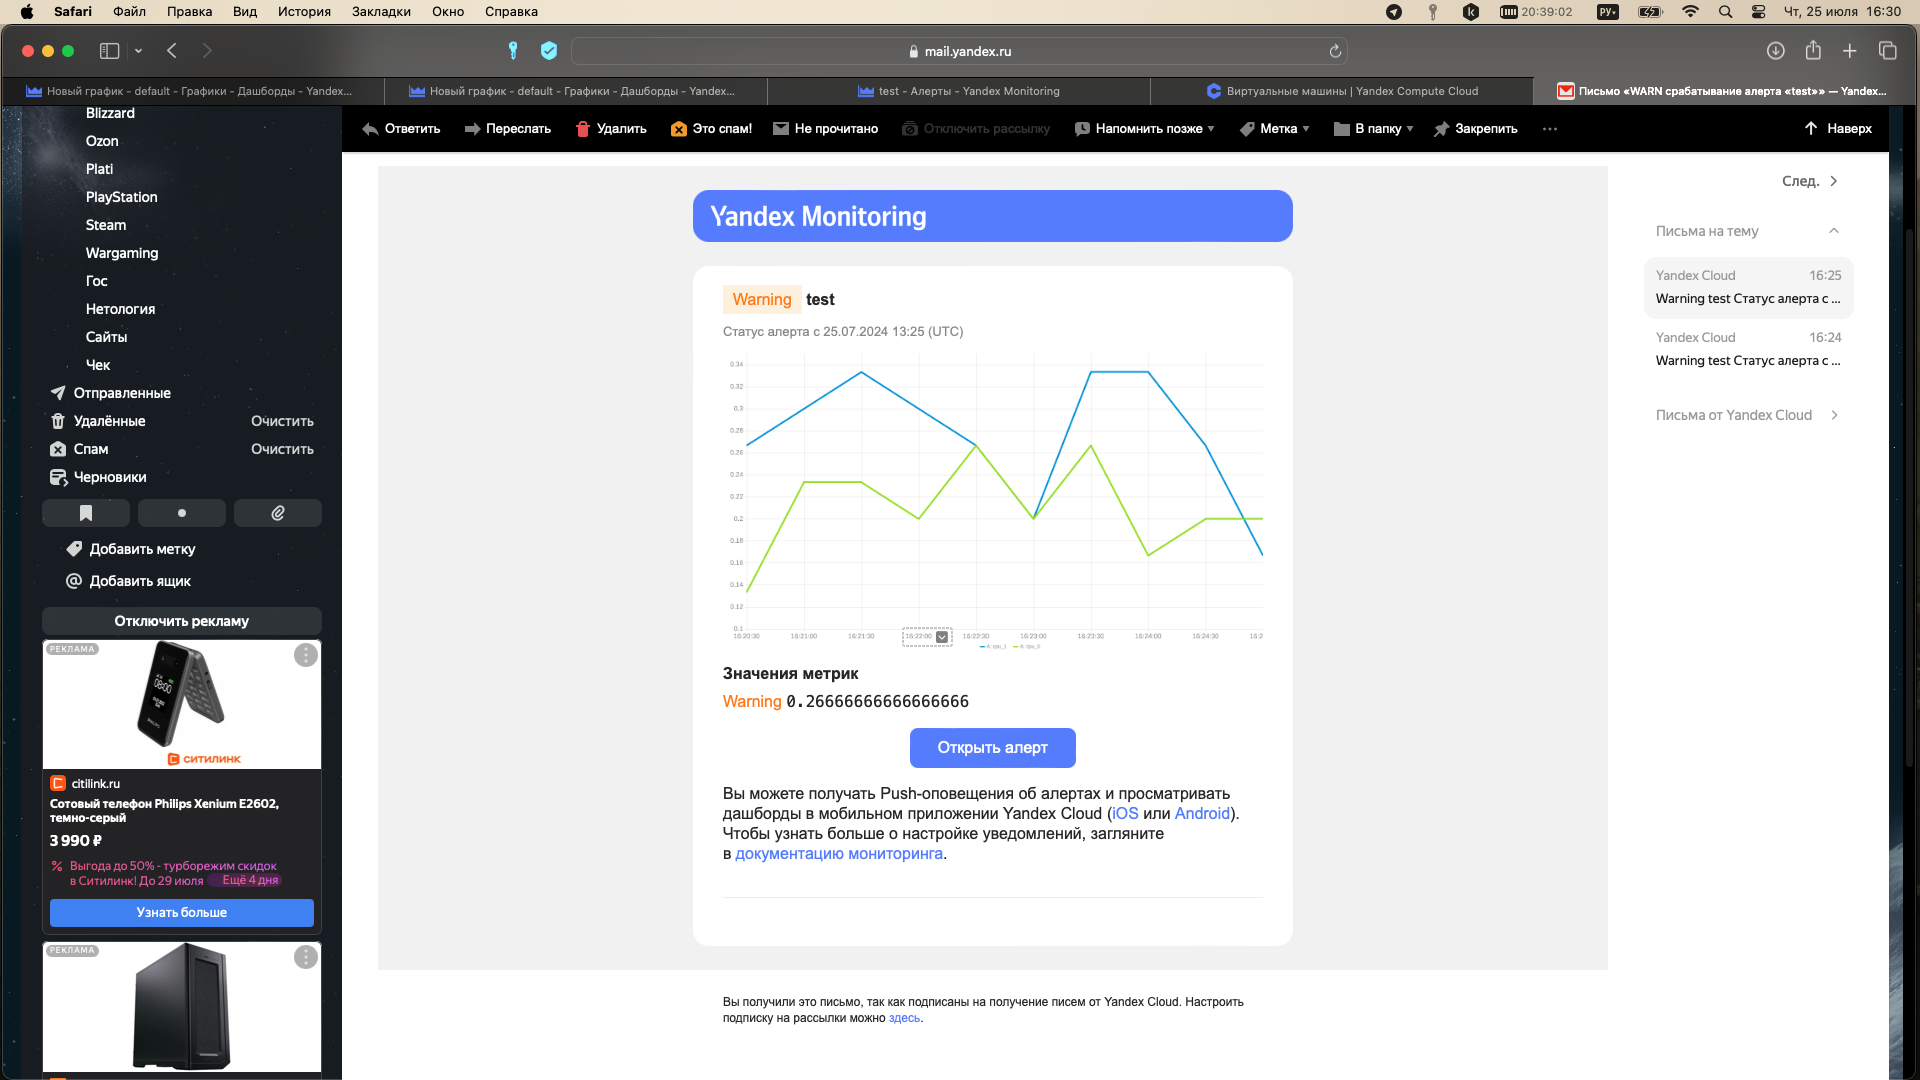 Safari Файл Правка Вид История Закладки Окно Справка
20:39:02 РУ Чт, 25 июля 16:30
mail.yandex.ru
Новый график - default - Графики - Дашборды - Yandex...
Новый график - default - Графики - Дашборды - Yandex...
test - Алерты - Yandex Monitoring
Виртуальные машины | Yandex Compute Cloud
Письмо «WARN срабатывание алерта «test»» — Yandex...
Ответить Переслать Удалить Это спам! Не прочитано Отключить рассылку Напомнить позже Метка В папку Закрепить ... Наверх
Blizzard
Ozon
Plati
PlayStation
Steam
Wargaming
Гос
Нетология
Сайты
Чек
Отправленные
Удалённые Очистить
Спам Очистить
Черновики
Добавить метку
Добавить ящик
Отключить рекламу
РЕКЛАМА
08:00
PHILIPS
СИТИЛИНК
citilink.ru
Сотовый телефон Philips Xenium E2602,
темно-серый
3 990 ₽
% Выгода до 50% - турборежим скидок
в Ситилинк! До 29 июля Ещё 4 дня
Узнать больше
РЕКЛАМА
Yandex Monitoring
Warning test
Статус алерта с 25.07.2024 13:25 (UTC)
0.34
0.32
0.3
0.28
0.26
0.24
0.22
0.2
0.18
0.16
0.14
0.12
0.1
16:20:30 16:21:00 16:21:30 16:22:00 16:22:30 16:23:00 16:23:30 16:24:00 16:24:30 16:2
Значения метрик
Warning 0.26666666666666666
Открыть алерт
Вы можете получать Push-оповещения об алертах и просматривать
дашборды в мобильном приложении Yandex Cloud (iOS или Android).
Чтобы узнать больше о настройке уведомлений, загляните
в документацию мониторинга.
Вы получили это письмо, так как подписаны на получение писем от Yandex Cloud. Настроить
подписку на рассылки можно здесь.
След.
Письма на тему
Yandex Cloud 16:25
Warning test Статус алерта с ...
Yandex Cloud 16:24
Warning test Статус алерта с ...
Письма от Yandex Cloud